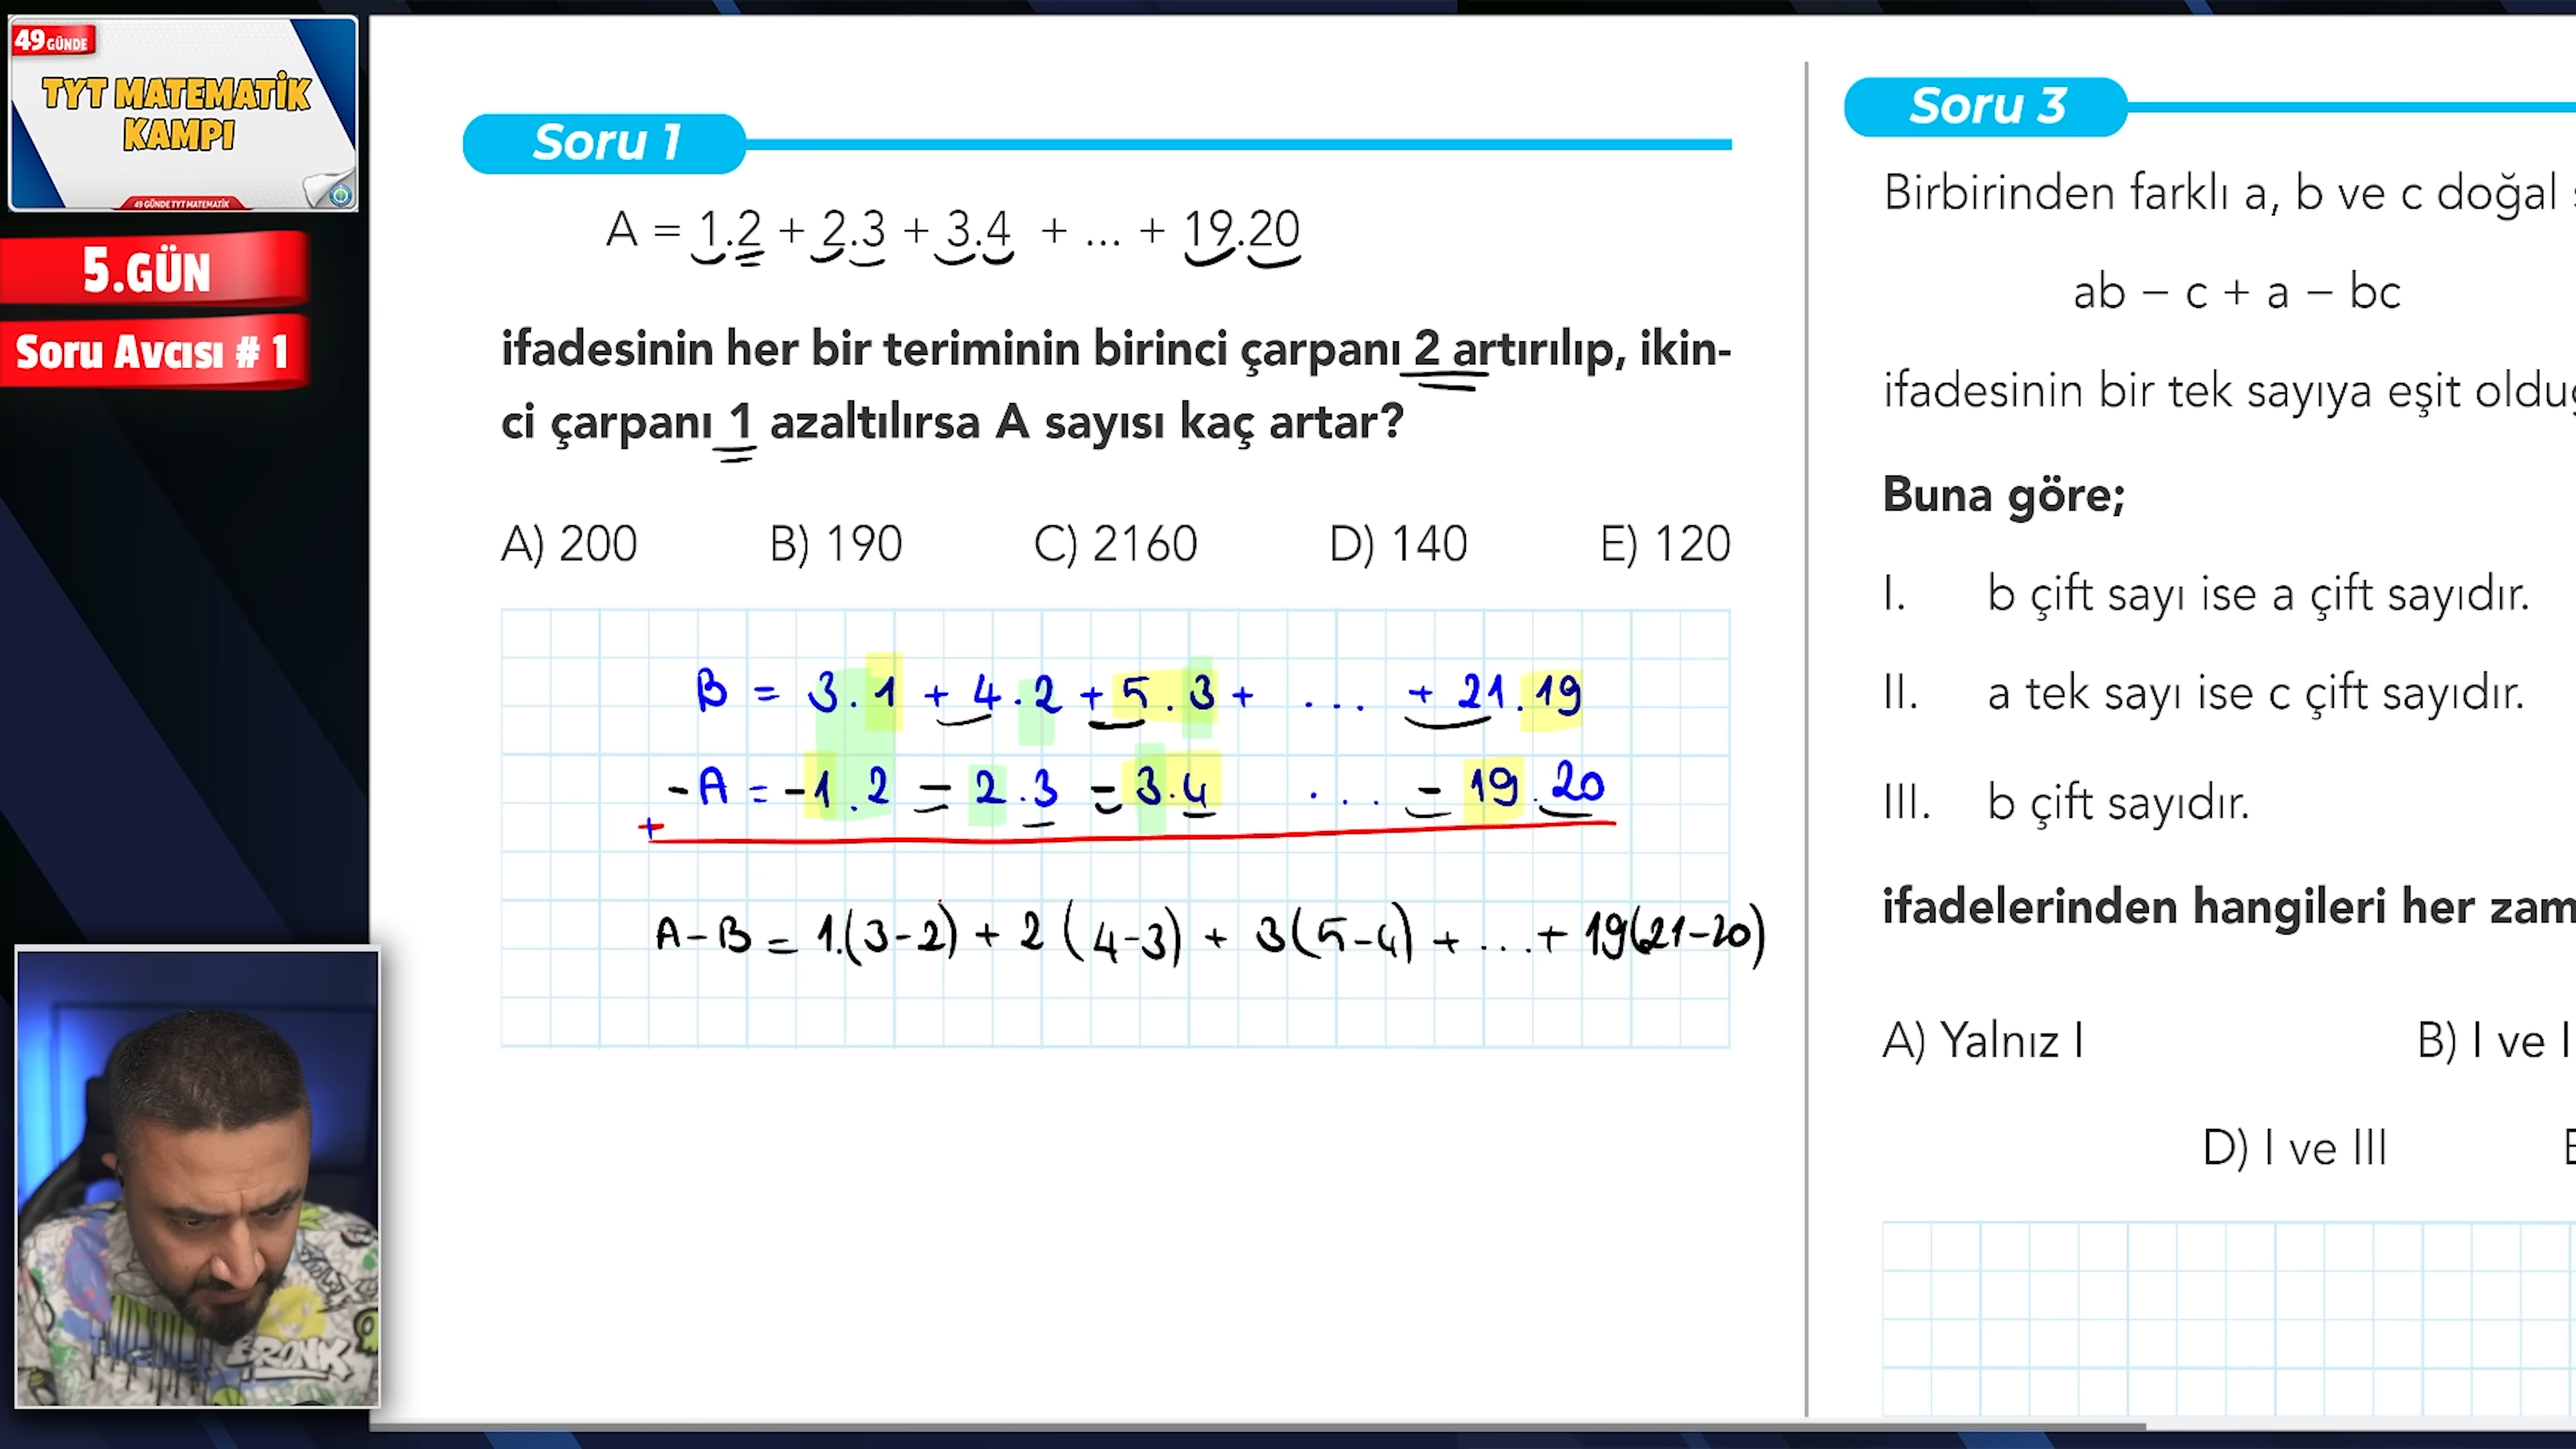 49 GÜNDE
TYT MATEMATİK
KAMPI
49 GÜNDE TYT MATEMATİK
5.GÜN
Soru Avcısı # 1
Soru 1
A = 1.2 + 2.3 + 3.4 + ... + 19.20
ifadesinin her bir teriminin birinci çarpanı 2 artırılıp, ikin-
ci çarpanı 1 azaltılırsa A sayısı kaç artar?
A) 200 B) 190 C) 2160 D) 140 E) 120
B = 3.1 + 4.2 + 5.3 + ... + 21.19
-A = -1.2 - 2.3 - 3.4 ... - 19.20
+
A-B = 1.(3-2) + 2(4-3) + 3(5-4) + ...+ 19(21-20)
Soru 3
Birbirinden farklı a, b ve c doğal
ab − c + a − bc
ifadesinin bir tek sayıya eşit
Buna göre;
I. b çift sayı ise a çift sayıdır.
II. a tek sayı ise c çift sayıdır.
III. b çift sayıdır.
ifadelerinden hangileri her
A) Yalnız I B) I ve
D) I ve III
BRONK